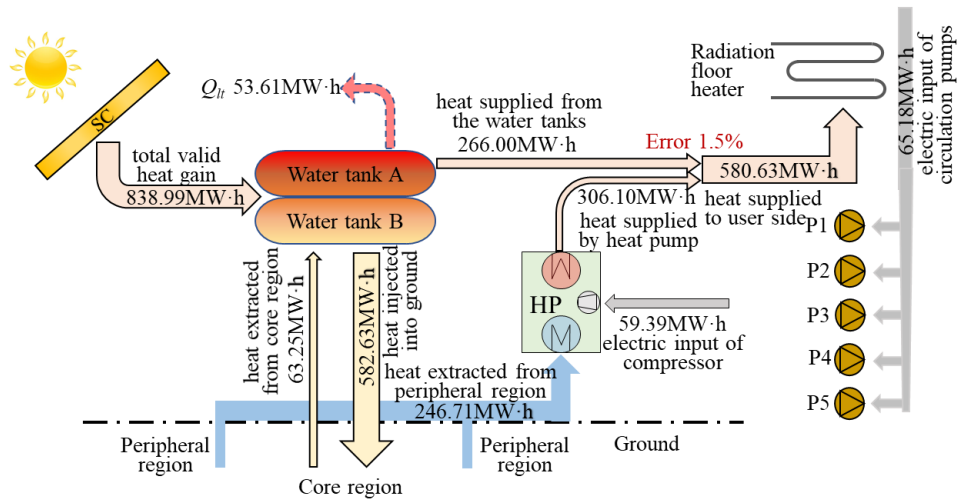 SC
Qlt 53.61MW·h
total valid
heat gain
838.99MW·h
Water tank A
Water tank B
heat supplied from
the water tanks
266.00MW·h
Error 1.5%
580.63MW·h
heat supplied
to user side
306.10MW·h
heat supplied
by heat pump
Radiation
floor
heater
65.18MW·h
electric input of
circulation pumps
P1
P2
P3
P4
P5
HP
59.39MW·h
electric input of
compressor
heat extracted
from core region
63.25MW·h
582.63MW·h
heat injected
into ground
heat extracted from
peripheral region
246.71MW·h
Peripheral
region
Core region
Peripheral
region
Ground